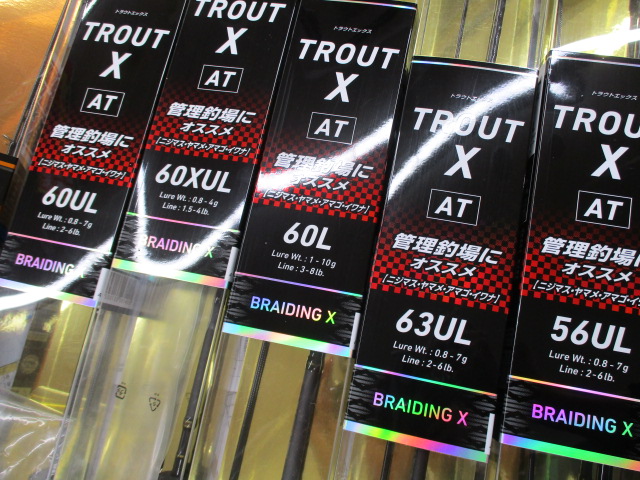 TROUT
X
AT
管理釣場に
オススメ
【ニジマス・ヤマメ・アマゴ・イワナ】
60UL
Lure Wt. : 0.8 - 7g
Line : 2-6lb.
BRAIDING X
TROUT
X
AT
管理釣場に
オススメ
【ニジマス・ヤマメ・アマゴ・イワナ】
60XUL
Lure Wt. : 0.8 - 4g
Line : 1.5-4lb.
BRAIDING X
TROUT
X
AT
管理釣場に
オススメ
【ニジマス・ヤマメ・アマゴ・イワナ】
60L
Lure Wt. : 1 - 10g
Line : 3-8lb.
BRAIDING X
トラウトエックス
TROUT
X
AT
管理釣場に
オススメ
【ニジマス・ヤマメ・アマゴ・イワナ】
63UL
Lure Wt. : 0.8 - 7g
Line : 2-6lb.
BRAIDING X
トラウトエックス
TROUT
X
AT
管理釣場に
オススメ
【ニジマス・ヤマメ・アマゴ・イワナ】
56UL
Lure Wt. : 0.8 - 7g
Line : 2-6lb.
BRAIDING X